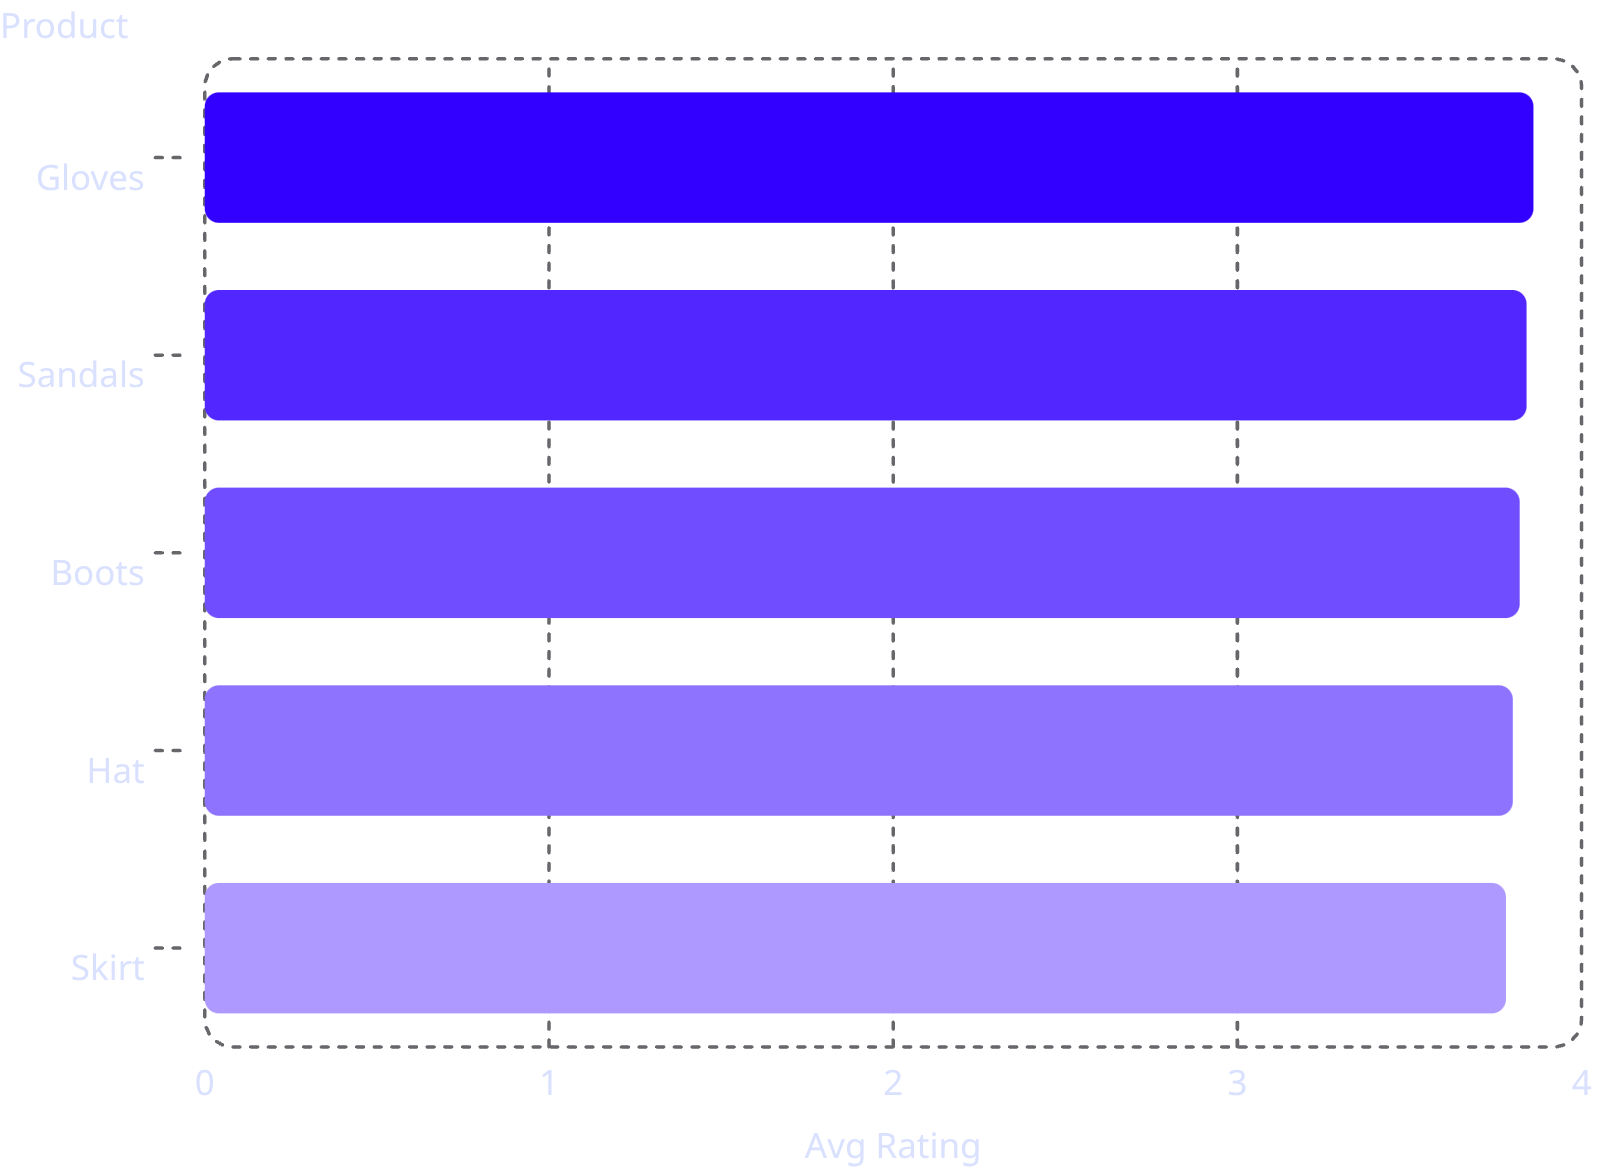 Product
Gloves
Sandals
Boots
Hat
Skirt
0 1 2 3 4
Avg Rating